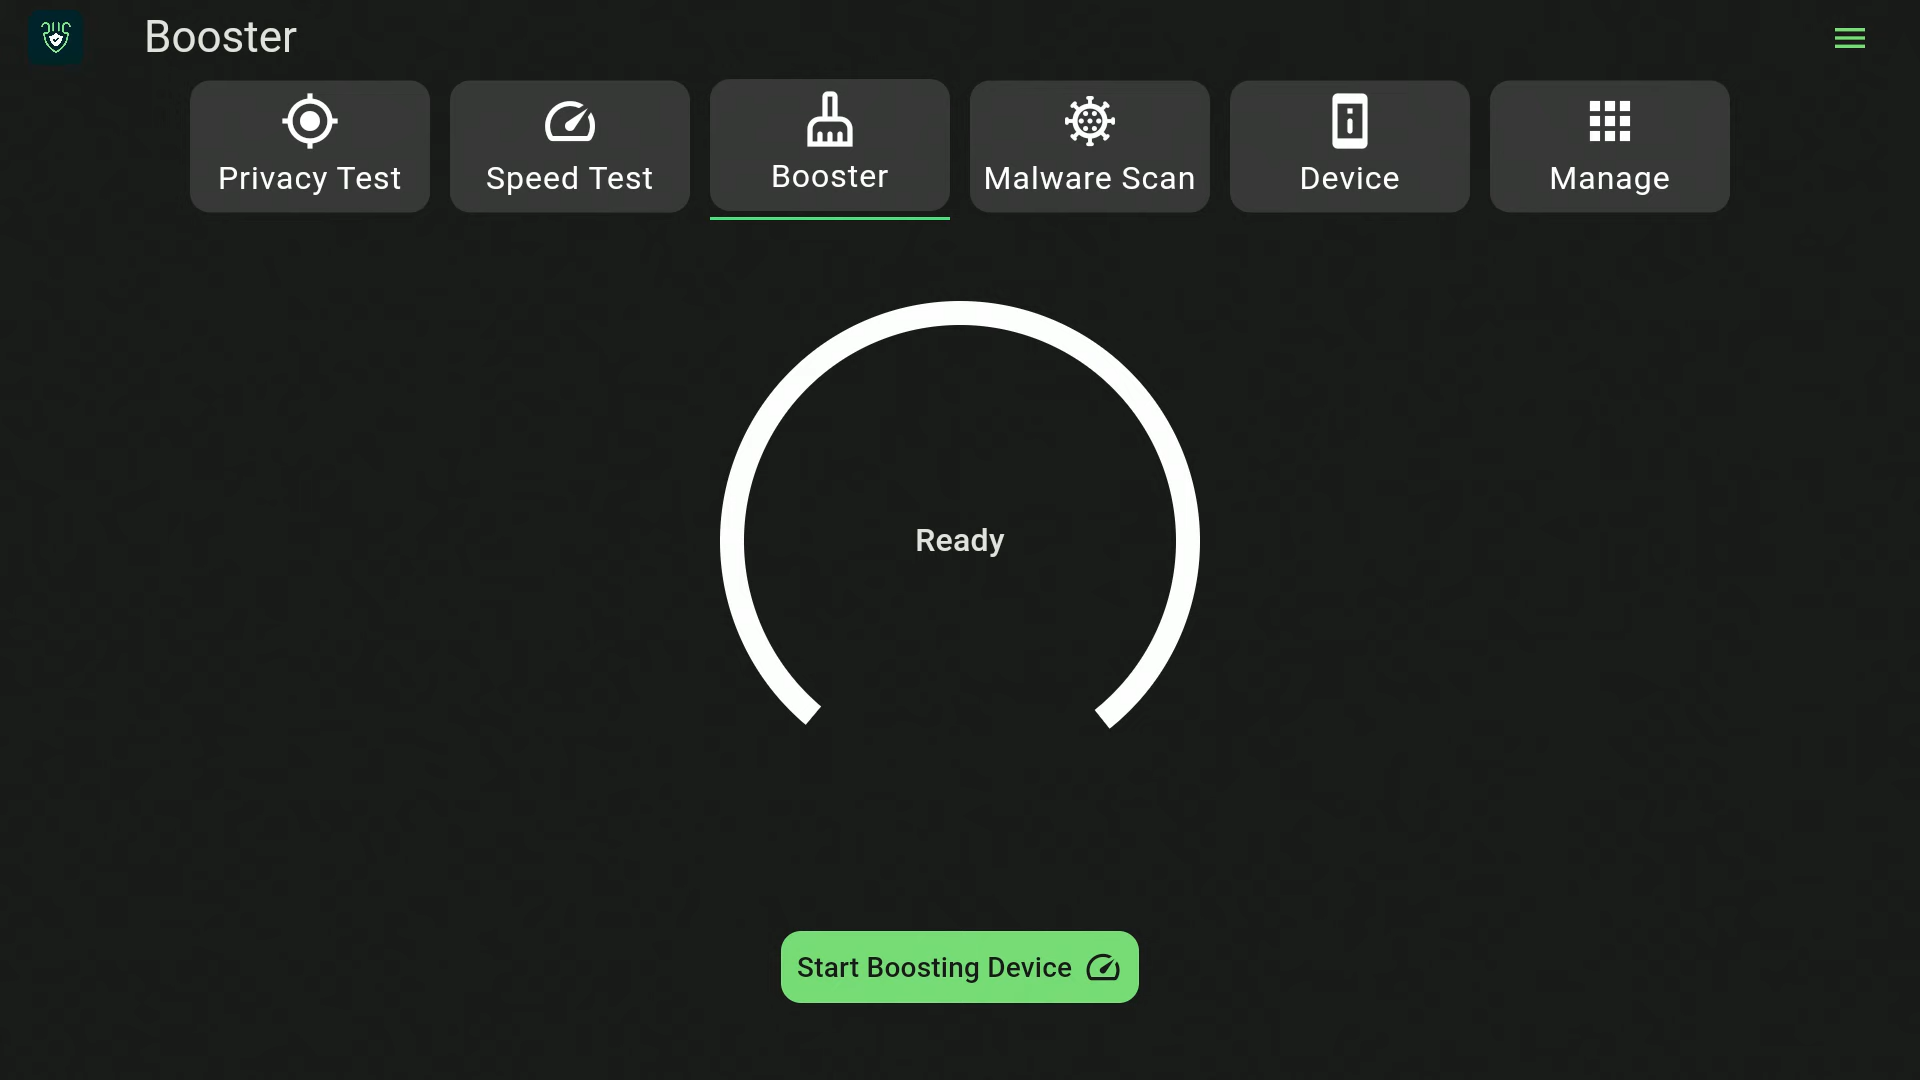 Booster
Privacy Test
Speed Test
Booster
Malware Scan
Device
Manage
Ready
Start Boosting Device